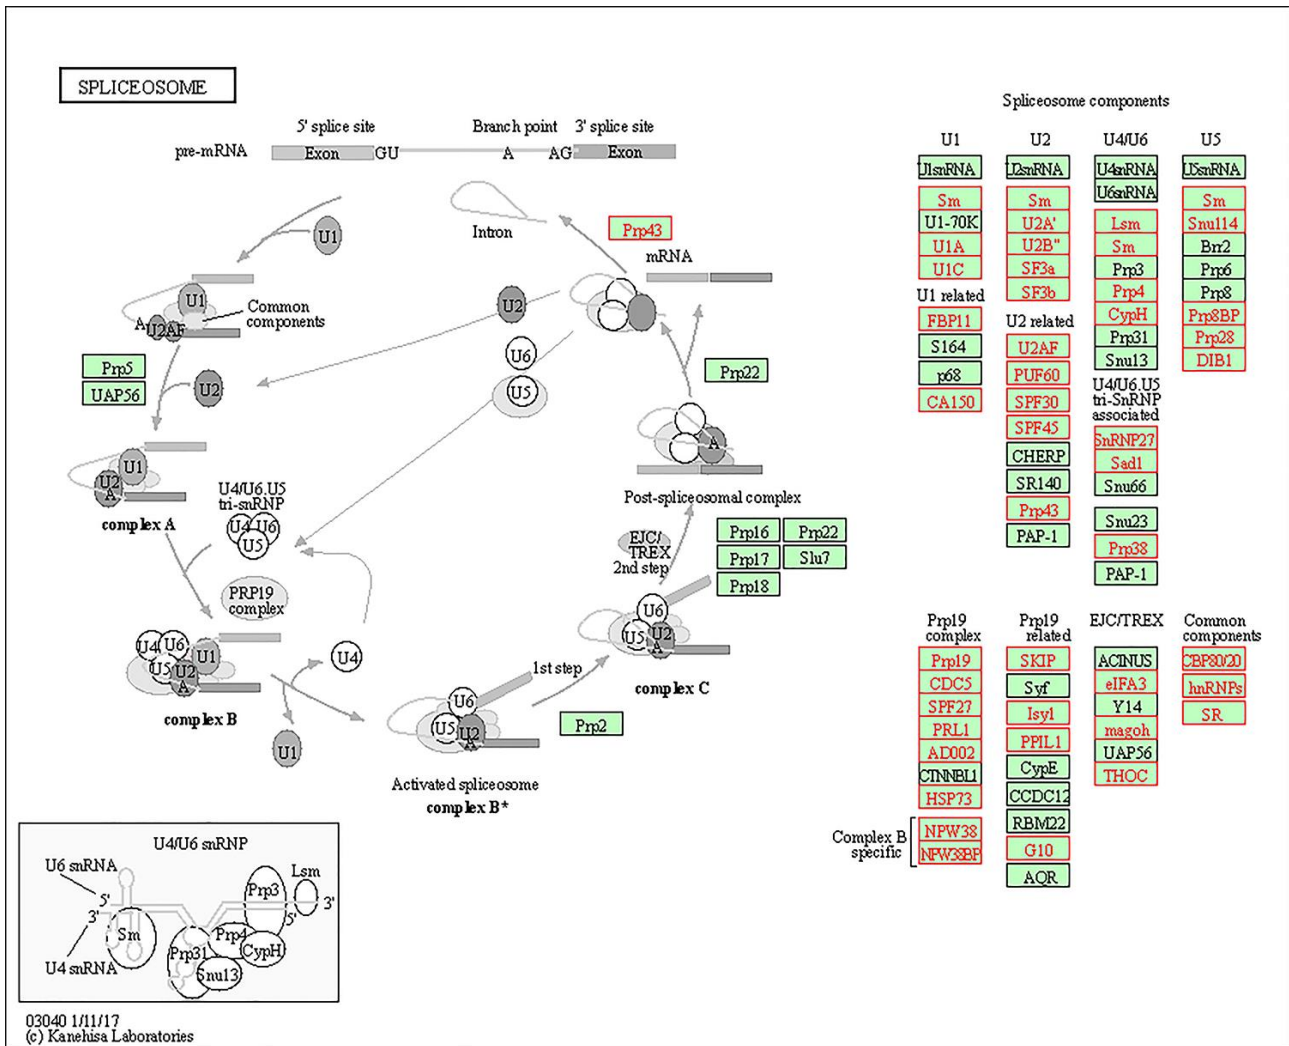 SPLICEOSOME
5' splice site
Branch point
3' splice site
pre-mRNA
Exon
GU
A
AG
Exon
U1
Intron
Prp43
mRNA
U1
A
U2AF
Common
components
U2
U6
U5
Prp5
UAP56
U2
Prp22
U1
U2
A
complex A
U4/U6.U5
tri-snRNP
U4
U6
U5
A
Post-spliceosomal complex
EJC/
TREX
2nd step
Prp16
Prp22
Prp17
Slu7
Prp18
PRP19
complex
U4
U6
U1
U5
U2
A
complex B
U4
U1
U6
U5
U2
A
complex C
1st step
U6
U5
U2
A
Prp2
Activated spliceosome
complex B*
U4/U6 snRNP
U6 snRNA
5'
3'
Sm
U4 snRNA
Prp3
Lsm
3'
5'
Prp4
Prp31
CypH
Snu13
03040 1/11/17
(c) Kanehisa Laboratories
Spliceosome components
U1
U1snRNA
Sm
U1-70K
U1A
U1C
U1 related
FBP11
S164
p68
CA150
U2
U2snRNA
Sm
U2A'
U2B"
SF3a
SF3b
U2 related
U2AF
PUF60
SPF30
SPF45
CHERP
SR140
Prp43
PAP-1
U4/U6
U4snRNA
U6snRNA
Lsm
Sm
Prp3
Prp4
CypH
Prp31
Snu13
U4/U6.U5
tri-SnRNP
associated
SnRNP27
Sad1
Snu66
Snu23
Prp38
PAP-1
U5
U5snRNA
Sm
Snu114
Brr2
Prp6
Prp8
Prp8BP
Prp28
DIB1
Prp19
complex
Prp19
CDC5
SPF27
PRL1
AD002
CTNNBL1
HSP73
Complex B
specific
NPW38
NPW38BP
Prp19
related
SKIP
Syf
Isy1
PPIL1
CypE
CCDC12
RBM22
G10
AQR
EJC/TREX
ACINUS
eIFA3
Y14
magoh
UAP56
THOC
Common
components
CBP80/20
hnRNPs
SR